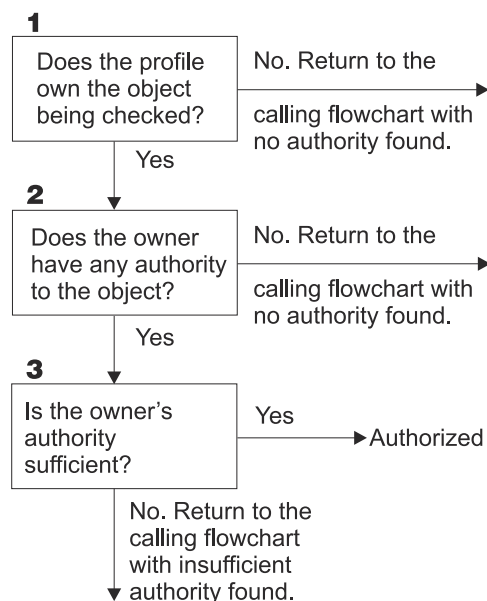 1
Does the profile
own the object
being checked?
No. Return to the
calling flowchart with
no authority found.
Yes
2
Does the owner
have any authority
to the object?
No. Return to the
calling flowchart with
no authority found.
Yes
3
Is the owner's
authority
sufficient?
Yes
Authorized
No. Return to the
calling flowchart
with insufficient
authority found.